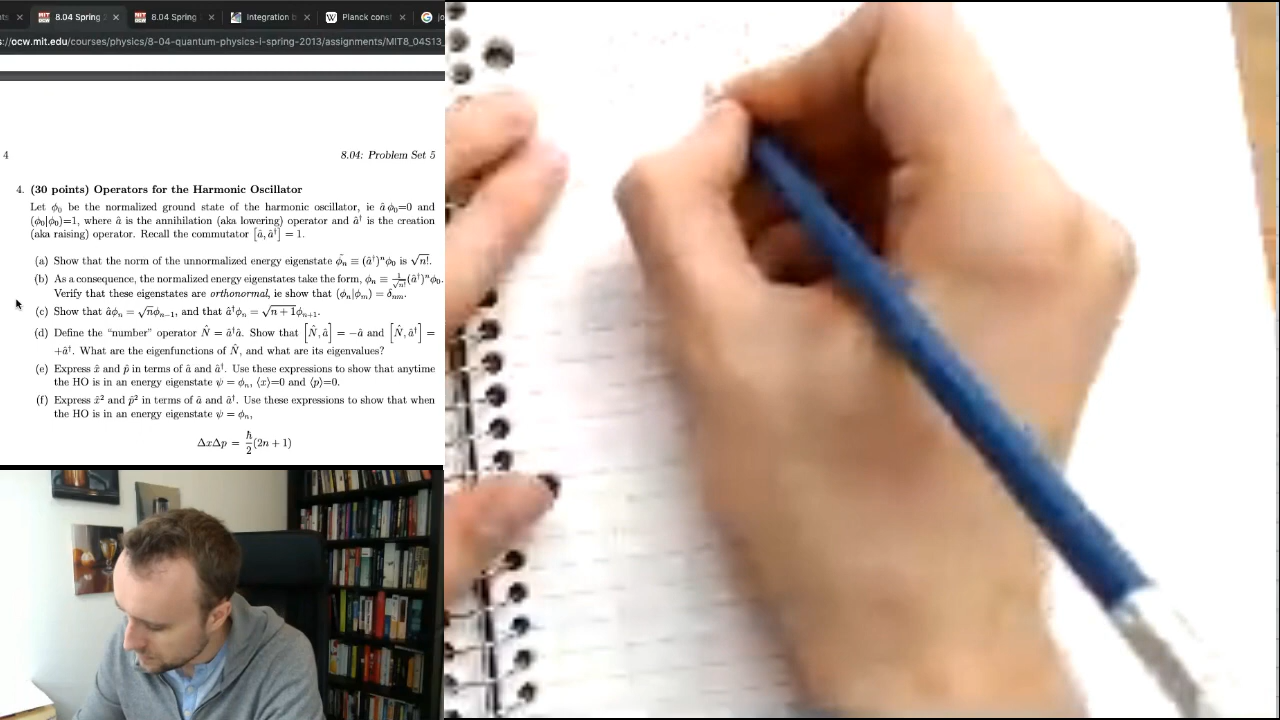 ts
8.04 Spring
8.04 Spring
Integration b
Planck const
jo
s://ocw.mit.edu/courses/physics/8-04-quantum-physics-i-spring-2013/assignments/MIT8_04S13_
4
8.04: Problem Set 5
4. (30 points) Operators for the Harmonic Oscillator
Let ϕ₀ be the normalized ground state of the harmonic oscillator, ie â ϕ₀=0 and
(ϕ₀|ϕ₀)=1, where â is the annihilation (aka lowering) operator and â† is the creation
(aka raising) operator. Recall the commutator [â, â†] = 1.
(a) Show that the norm of the unnormalized energy eigenstate ϕ̃ₙ ≡ (â†)ⁿϕ₀ is √n!.
(b) As a consequence, the normalized energy eigenstates take the form, ϕₙ ≡ 1/√n! (â†)ⁿϕ₀.
Verify that these eigenstates are orthonormal, ie show that (ϕₙ|ϕₘ) = δₙₘ.
(c) Show that âϕₙ = √nϕₙ₋₁, and that â†ϕₙ = √n+1ϕₙ₊₁.
(d) Define the “number” operator N̂ = â†â. Show that [N̂, â] = −â and [N̂, â†] =
+â†. What are the eigenfunctions of N̂, and what are its eigenvalues?
(e) Express x̂ and p̂ in terms of â and â†. Use these expressions to show that anytime
the HO is in an energy eigenstate ψ = ϕₙ, ⟨x⟩=0 and ⟨p⟩=0.
(f) Express x̂² and p̂² in terms of â and â†. Use these expressions to show that when
the HO is in an energy eigenstate ψ = ϕₙ,
ΔxΔp = ħ/2 (2n + 1)